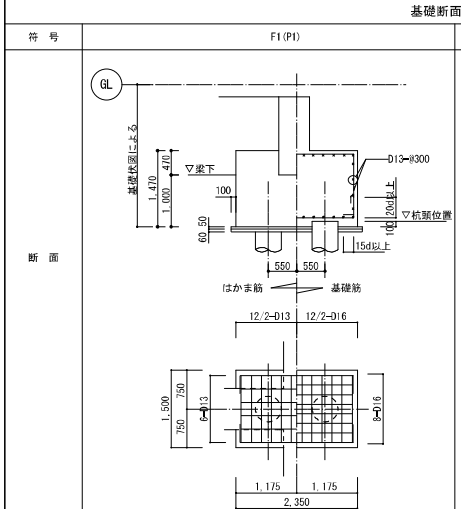 基礎断面
符 号
F1(P1)
GL
断 面
基礎伏図による
1,470
470
1,000
▽梁下
100
60 50
D13-@300
20d以上
100
▽杭頭位置
15d以上
550 550
はかま筋
基礎筋
12/2-D13 12/2-D16
1,500
750
750
6-D13
8-D16
1,175 1,175
2,350